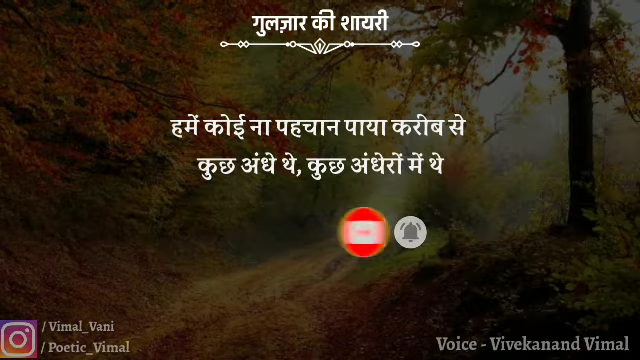 गुलज़ार की शायरी
हमें कोई ना पहचान पाया करीब से
कुछ अंधे थे, कुछ अंधेरों में थे
/ Vimal_Vani
/ Poetic_Vimal
Voice - Vivekanand Vimal